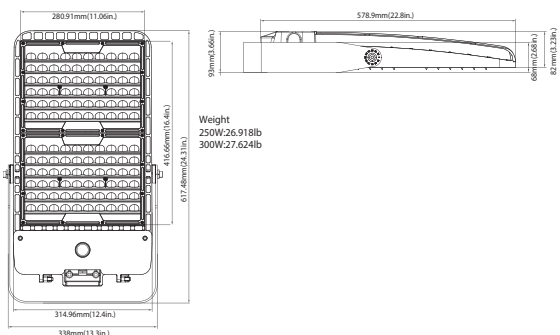 280.91mm(11.06in.)
578.9mm(22.8in.)
93mm(3.66in.)
68mm(2.68in.)
82mm(3.23in.)
416.66mm(16.4in.)
617.48mm(24.31in.)
Weight
250W:26.918lb
300W:27.624lb
314.96mm(12.4in.)
338mm(13.3in.)